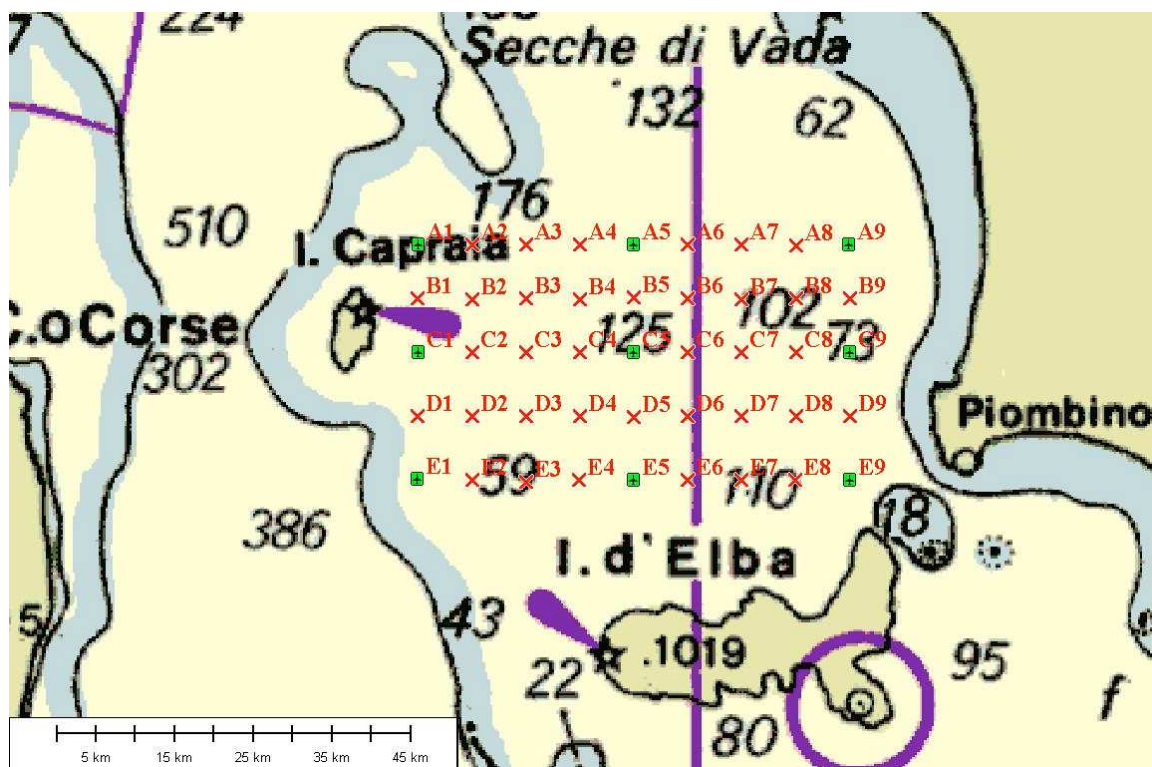 224
Secche di Vada
132
62
7
176
510
I. Capraia
A1 A2 A3 A4 A5 A6 A7 A8 A9
B1 B2 B3 B4 B5 B6 B7 B8 B9
102
C.o Corse
125
73
C1 C2 C3 C4 C5 C6 C7 C8 C9
302
D1 D2 D3 D4 D5 D6 D7 D8 D9
Piombino
E1 E2 E3 E4 E5 E6 E7 E8 E9
59
110
386
18
I. d'Elba
43
5
.1019
22
95
f
80
5 km 15 km 25 km 35 km 45 km